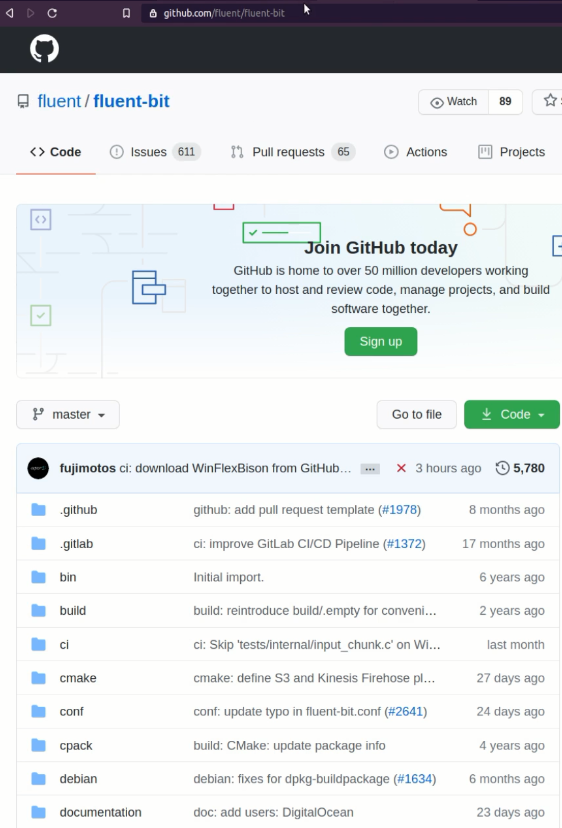 github.com/fluent/fluent-bit
fluent / fluent-bit
Watch 89
Code Issues 611 Pull requests 65 Actions Projects
Join GitHub today
GitHub is home to over 50 million developers working
together to host and review code, manage projects, and build
software together.
Sign up
master Go to file Code
fujimotos ci: download WinFlexBison from GitHub… ... 3 hours ago 5,780
.github github: add pull request template (#1978) 8 months ago
.gitlab ci: improve GitLab CI/CD Pipeline (#1372) 17 months ago
bin Initial import. 6 years ago
build build: reintroduce build/.empty for conveni… 2 years ago
ci ci: Skip 'tests/internal/input_chunk.c' on Wi… last month
cmake cmake: define S3 and Kinesis Firehose pl… 27 days ago
conf conf: update typo in fluent-bit.conf (#2641) 24 days ago
cpack build: CMake: update package info 4 years ago
debian debian: fixes for dpkg-buildpackage (#1634) 6 months ago
documentation doc: add users: DigitalOcean 23 days ago